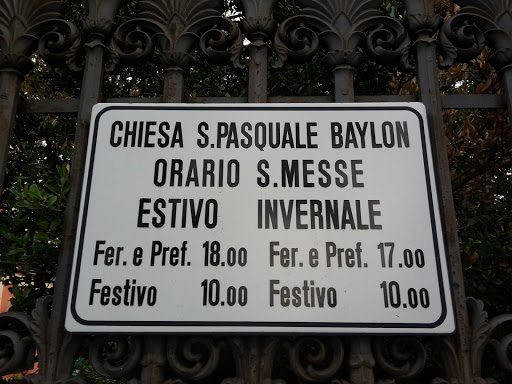 CHIESA S.PASQUALE BAYLON
ORARIO S.MESSE
ESTIVO INVERNALE
Fer. e Pref. 18.00 Fer. e Pref. 17.00
Festivo 10.00 Festivo 10.00